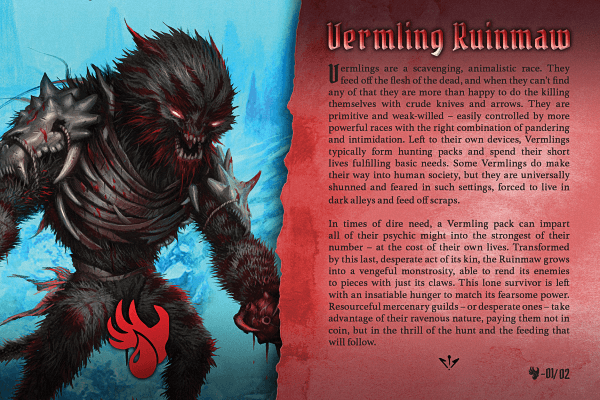 Vermling Ruinmaw
Vermlings are a scavenging, animalistic race. They
feed off the flesh of the dead, and when they can't find
any of that they are more than happy to do the killing
themselves with crude knives and arrows. They are
primitive and weak-willed – easily controlled by more
powerful races with the right combination of pandering
and intimidation. Left to their own devices, Vermlings
typically form hunting packs and spend their short
lives fulfilling basic needs. Some Vermlings do make
their way into human society, but they are universally
shunned and feared in such settings, forced to live in
dark alleys and feed off scraps.
In times of dire need, a Vermling pack can impart
all of their psychic might into the strongest of their
number – at the cost of their own lives. Transformed
by this last, desperate act of its kin, the Ruinmaw grows
into a vengeful monstrosity, able to rend its enemies
to pieces with just its claws. This lone survivor is left
with an insatiable hunger to match its fearsome power.
Resourceful mercenary guilds – or desperate ones – take
advantage of their ravenous nature, paying them not in
coin, but in the thrill of the hunt and the feeding that
will follow.
-01/02